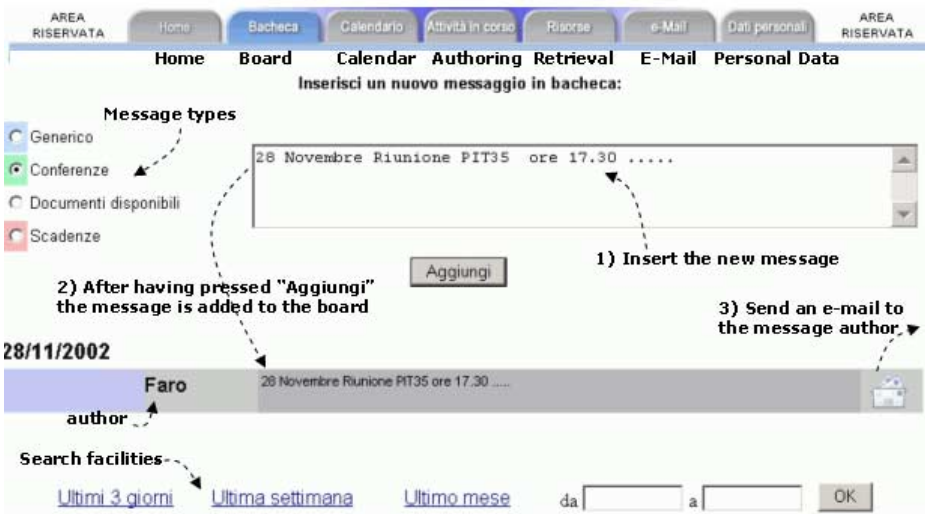 AREA RISERVATA Home Bacheca Calendario Attività in corso Risorse e-Mail Dati personali AREA RISERVATA
Home Board Calendar Authoring Retrieval E-Mail Personal Data
Inserisci un nuovo messaggio in bacheca:
Message types
Generico
Conferenze
Documenti disponibili
Scadenze
28 Novembre Riunione PIT35 ore 17.30 .....
1) Insert the new message
Aggiungi
2) After having pressed "Aggiungi"
the message is added to the board
3) Send an e-mail to
the message author
28/11/2002
Faro 28 Novembre Riunione PIT35 ore 17.30 .....
author
Search facilities
Ultimi 3 giorni Ultima settimana Ultimo mese da a OK